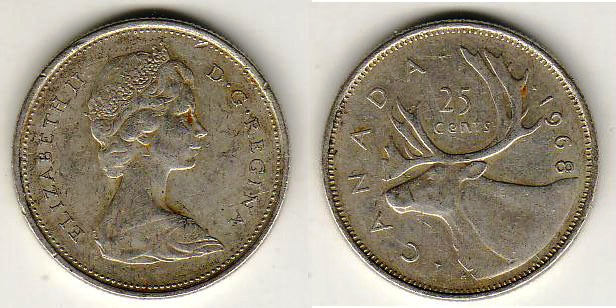 ELIZABETH II D·G·REGINA
CANADA
25
cents
1968